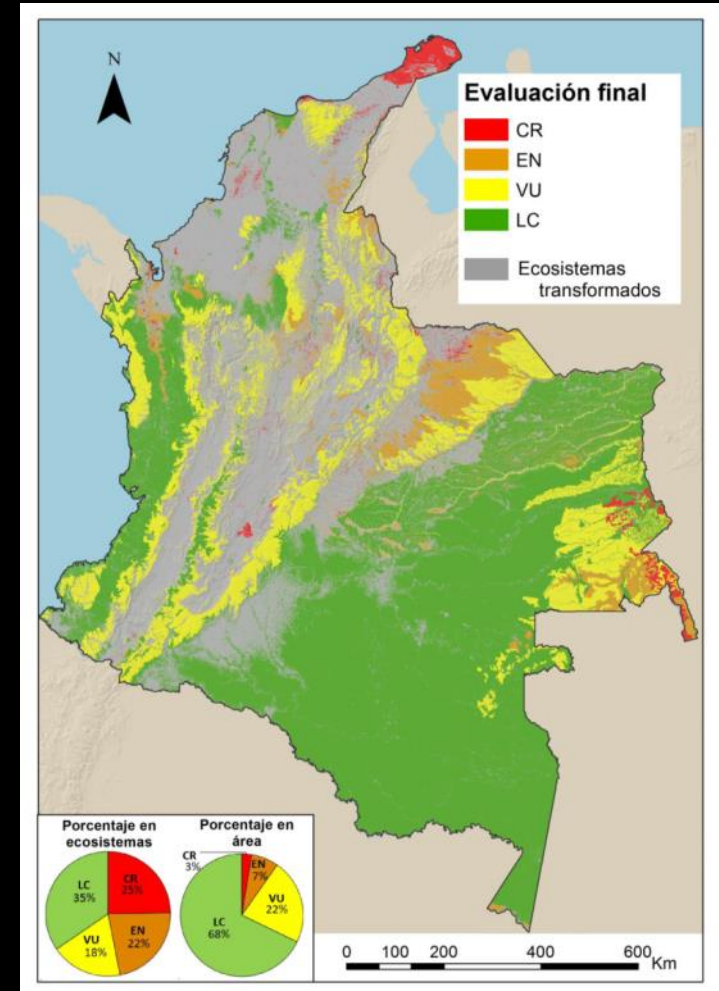 N
Evaluación final
CR
EN
VU
LC
Ecosistemas
transformados
Porcentaje en
ecosistemas
LC
35%
CR
25%
VU
18%
EN
22%
Porcentaje en
área
CR
3%
EN
7%
VU
22%
LC
68%
0 100 200 400 600
Km